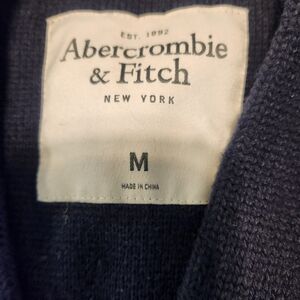 EST. 1892
Abercrombie
& Fitch
NEW YORK
M
MADE IN CHINA